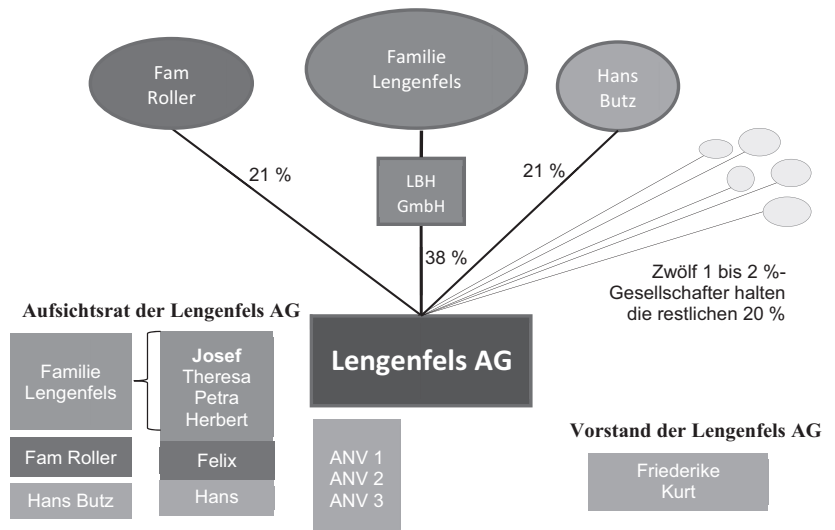 Familie
Lengenfels
Fam
Roller
Hans
Butz
21 %
LBH
GmbH
21 %
38 %
Zwölf 1 bis 2 %-
Gesellschafter halten
die restlichen 20 %
Aufsichtsrat der Lengenfels AG
Lengenfels AG
Familie
Lengenfels
Josef
Theresa
Petra
Herbert
Fam Roller
Felix
Hans Butz
Hans
ANV 1
ANV 2
ANV 3
Vorstand der Lengenfels AG
Friederike
Kurt